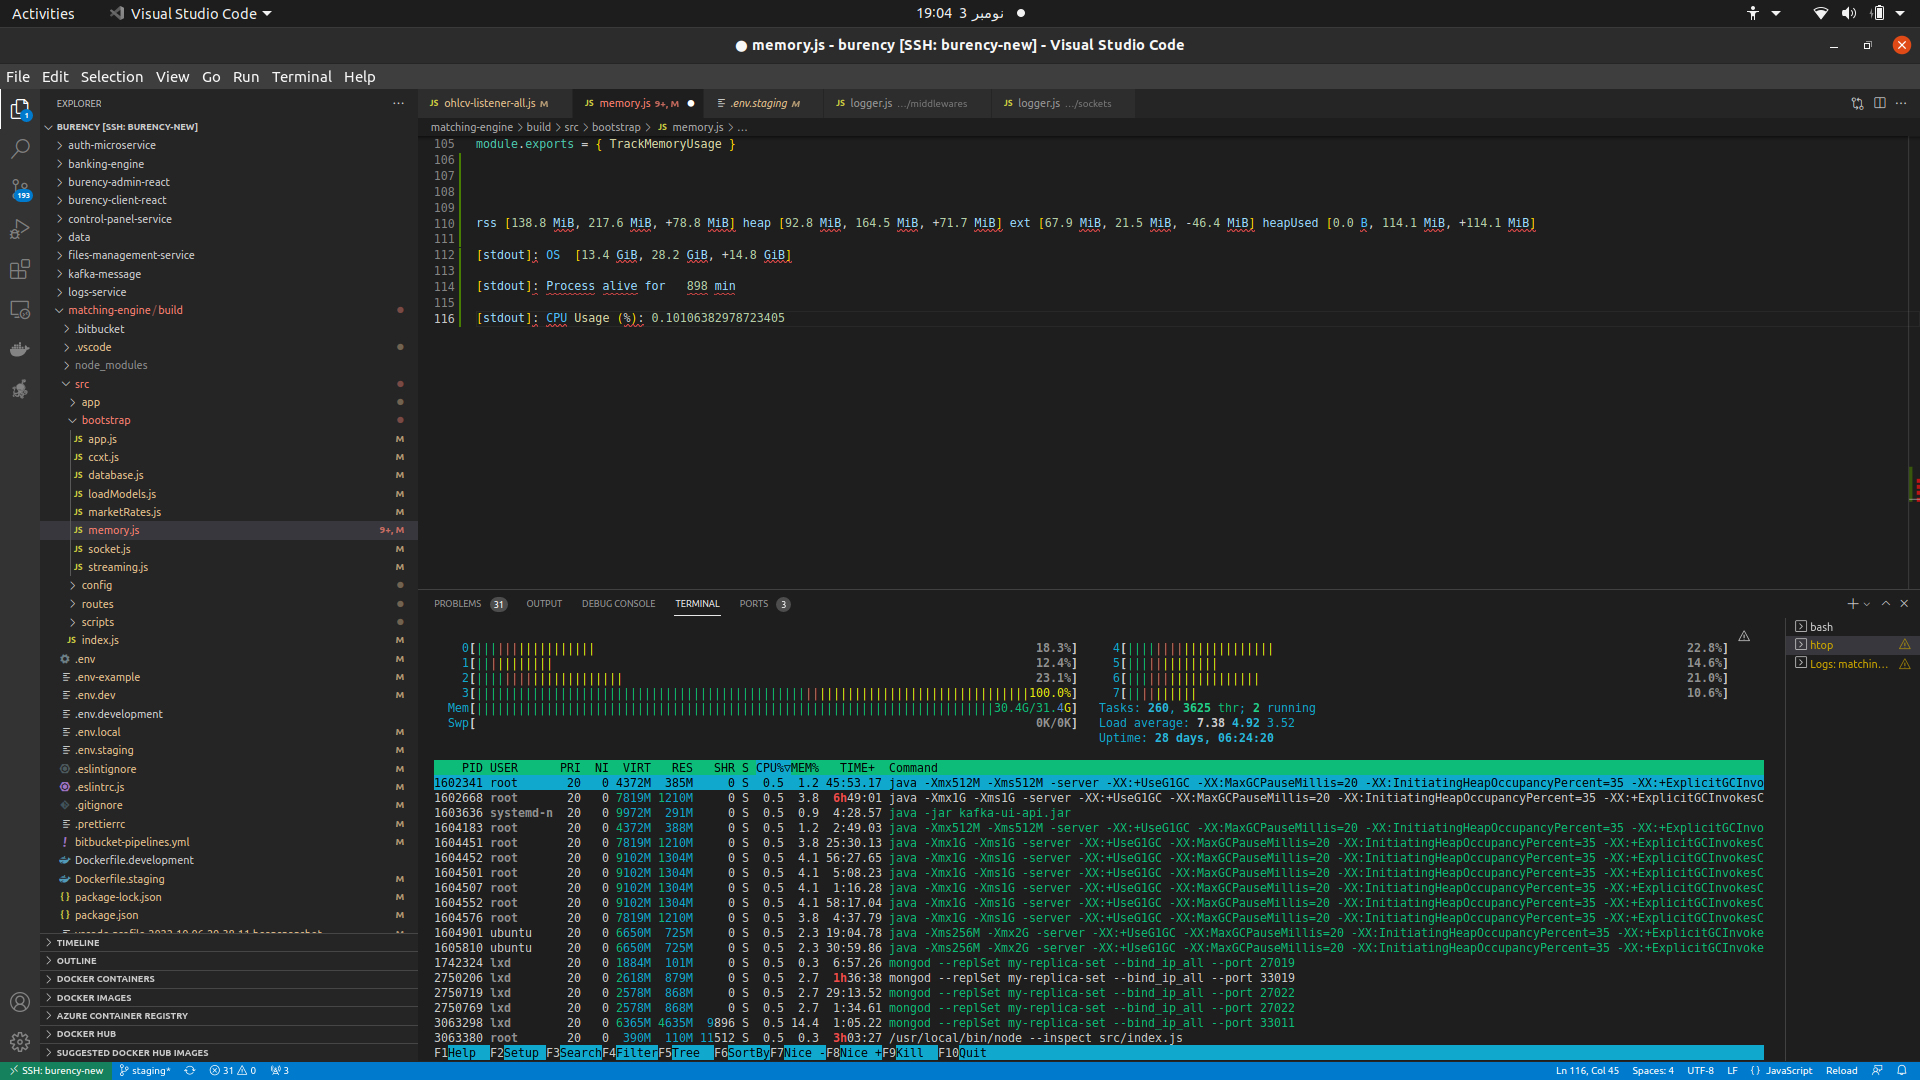 Activities
Visual Studio Code
19:04 3 نومبر
● memory.js - burency [SSH: burency-new] - Visual Studio Code
File Edit Selection View Go Run Terminal Help
EXPLORER
BURENCY [SSH: BURENCY-NEW]
auth-microservice
banking-engine
burency-admin-react
burency-client-react
control-panel-service
data
files-management-service
kafka-message
logs-service
matching-engine / build
.bitbucket
.vscode
node_modules
src
app
bootstrap
JS app.js M
JS ccxt.js M
JS database.js M
JS loadModels.js M
JS marketRates.js M
JS memory.js 9+, M
JS socket.js M
JS streaming.js M
config
routes
scripts
JS index.js M
.env M
.env-example M
.env.dev M
.env.development
.env.local M
.env.staging M
.eslintignore M
.eslintrc.js M
.gitignore M
.prettierrc M
bitbucket-pipelines.yml M
Dockerfile.development
Dockerfile.staging M
package-lock.json M
package.json M
TIMELINE
OUTLINE
DOCKER CONTAINERS
DOCKER IMAGES
AZURE CONTAINER REGISTRY
DOCKER HUB
SUGGESTED DOCKER HUB IMAGES
1
193
JS ohlcv-listener-all.js M
JS memory.js 9+, M ●
.env.staging M
JS logger.js .../middlewares
JS logger.js .../sockets
matching-engine > build > src > bootstrap > JS memory.js > ...
105 module.exports = { TrackMemoryUsage }
106
107
108
109
110 rss [138.8 MiB, 217.6 MiB, +78.8 MiB] heap [92.8 MiB, 164.5 MiB, +71.7 MiB] ext [67.9 MiB, 21.5 MiB, -46.4 MiB] heapUsed [0.0 B, 114.1 MiB, +114.1 MiB]
111
112 [stdout]: OS [13.4 GiB, 28.2 GiB, +14.8 GiB]
113
114 [stdout]: Process alive for 898 min
115
116 [stdout]: CPU Usage (%): 0.10106382978723405
PROBLEMS 31 OUTPUT DEBUG CONSOLE TERMINAL PORTS 3
bash
htop
Logs: matchin...
0[ 18.3%] 4[ 22.8%]
1[ 12.4%] 5[ 14.6%]
2[ 23.1%] 6[ 21.0%]
3[ 100.0%] 7[ 10.6%]
Mem[ 30.4G/31.4G] Tasks: 260, 3625 thr; 2 running
Swp[ 0K/0K] Load average: 7.38 4.92 3.52
Uptime: 28 days, 06:24:20
PID USER PRI NI VIRT RES SHR S CPU%▽MEM% TIME+ Command
1602341 root 20 0 4372M 385M 0 S 0.5 1.2 45:53.17 java -Xmx512M -Xms512M -server -XX:+UseG1GC -XX:MaxGCPauseMillis=20 -XX:InitiatingHeapOccupancyPercent=35 -XX:+ExplicitGCInvo
1602668 root 20 0 7819M 1210M 0 S 0.5 3.8 6h49:01 java -Xmx1G -Xms1G -server -XX:+UseG1GC -XX:MaxGCPauseMillis=20 -XX:InitiatingHeapOccupancyPercent=35 -XX:+ExplicitGCInvokesC
1603636 systemd-n 20 0 9972M 291M 0 S 0.5 0.9 4:28.57 java -jar kafka-ui-api.jar
1604183 root 20 0 4372M 388M 0 S 0.5 1.2 2:49.03 java -Xmx512M -Xms512M -server -XX:+UseG1GC -XX:MaxGCPauseMillis=20 -XX:InitiatingHeapOccupancyPercent=35 -XX:+ExplicitGCInvo
1604451 root 20 0 7819M 1210M 0 S 0.5 3.8 25:30.13 java -Xmx1G -Xms1G -server -XX:+UseG1GC -XX:MaxGCPauseMillis=20 -XX:InitiatingHeapOccupancyPercent=35 -XX:+ExplicitGCInvokesC
1604452 root 20 0 9102M 1304M 0 S 0.5 4.1 56:27.65 java -Xmx1G -Xms1G -server -XX:+UseG1GC -XX:MaxGCPauseMillis=20 -XX:InitiatingHeapOccupancyPercent=35 -XX:+ExplicitGCInvokesC
1604501 root 20 0 9102M 1304M 0 S 0.5 4.1 5:08.23 java -Xmx1G -Xms1G -server -XX:+UseG1GC -XX:MaxGCPauseMillis=20 -XX:InitiatingHeapOccupancyPercent=35 -XX:+ExplicitGCInvokesC
1604507 root 20 0 9102M 1304M 0 S 0.5 4.1 1:16.28 java -Xmx1G -Xms1G -server -XX:+UseG1GC -XX:MaxGCPauseMillis=20 -XX:InitiatingHeapOccupancyPercent=35 -XX:+ExplicitGCInvokesC
1604552 root 20 0 9102M 1304M 0 S 0.5 4.1 58:17.04 java -Xmx1G -Xms1G -server -XX:+UseG1GC -XX:MaxGCPauseMillis=20 -XX:InitiatingHeapOccupancyPercent=35 -XX:+ExplicitGCInvokesC
1604576 root 20 0 7819M 1210M 0 S 0.5 3.8 4:37.79 java -Xmx1G -Xms1G -server -XX:+UseG1GC -XX:MaxGCPauseMillis=20 -XX:InitiatingHeapOccupancyPercent=35 -XX:+ExplicitGCInvokesC
1604901 ubuntu 20 0 6650M 725M 0 S 0.5 2.3 19:04.78 java -Xms256M -Xmx2G -server -XX:+UseG1GC -XX:MaxGCPauseMillis=20 -XX:InitiatingHeapOccupancyPercent=35 -XX:+ExplicitGCInvoke
1605810 ubuntu 20 0 6650M 725M 0 S 0.5 2.3 30:59.86 java -Xms256M -Xmx2G -server -XX:+UseG1GC -XX:MaxGCPauseMillis=20 -XX:InitiatingHeapOccupancyPercent=35 -XX:+ExplicitGCInvoke
1742324 lxd 20 0 1884M 101M 0 S 0.5 0.3 6:57.26 mongod --replSet my-replica-set --bind_ip_all --port 27019
2750206 lxd 20 0 2618M 879M 0 S 0.5 2.7 1h36:38 mongod --replSet my-replica-set --bind_ip_all --port 33019
2750719 lxd 20 0 2578M 868M 0 S 0.5 2.7 29:13.52 mongod --replSet my-replica-set --bind_ip_all --port 27022
2750769 lxd 20 0 2578M 868M 0 S 0.5 2.7 1:34.61 mongod --replSet my-replica-set --bind_ip_all --port 27022
3063298 lxd 20 0 6365M 4635M 9896 S 0.5 14.4 1:05.22 mongod --replSet my-replica-set --bind_ip_all --port 33011
3063380 root 20 0 390M 110M 11512 S 0.5 0.3 3h03:27 /usr/local/bin/node --inspect src/index.js
F1Help F2Setup F3SearchF4FilterF5Tree F6SortByF7Nice -F8Nice +F9Kill F10Quit
SSH: burency-new staging* 31 0 3
Ln 116, Col 45 Spaces: 4 UTF-8 LF {} JavaScript Reload